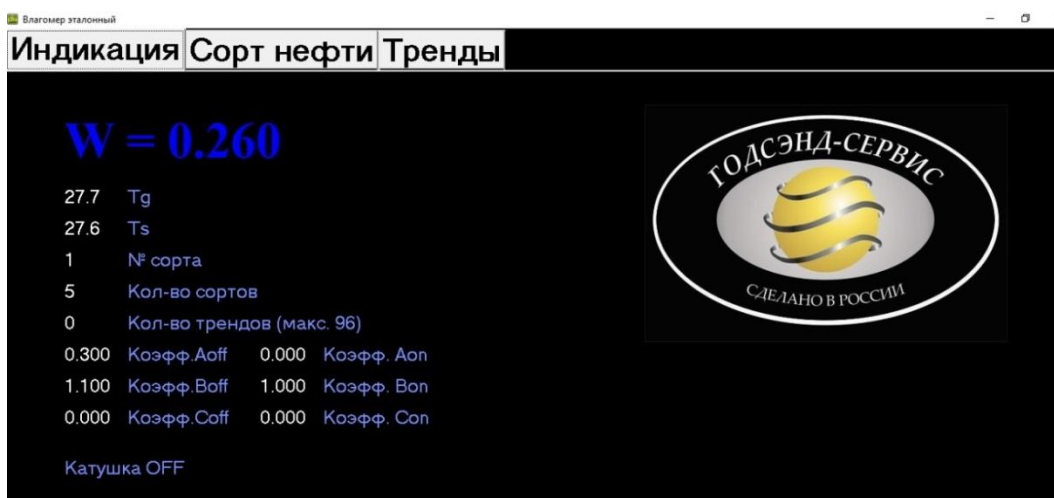 Влагомер эталонный
Индикация Сорт нефти Тренды
W = 0.260
27.7 Tg
27.6 Ts
1 № сорта
5 Кол-во сортов
0 Кол-во трендов (макс. 96)
0.300 Коэфф.Aoff 0.000 Коэфф. Aon
1.100 Коэфф.Boff 1.000 Коэфф. Bon
0.000 Коэфф.Coff 0.000 Коэфф. Con
Катушка OFF
ГОДСЭНД-СЕРВИС
СДЕЛАНО В РОССИИ